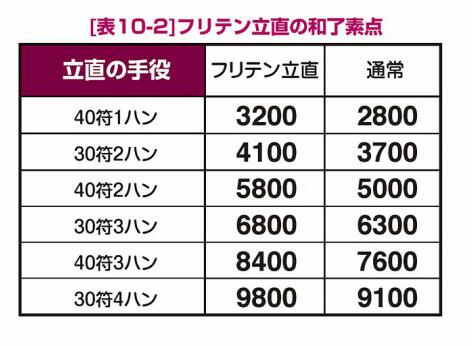 [表10-2]フリテン立直の和了素点
立直の手役 フリテン立直 通常
40符1ハン 3200 2800
30符2ハン 4100 3700
40符2ハン 5800 5000
30符3ハン 6800 6300
40符3ハン 8400 7600
30符4ハン 9800 9100